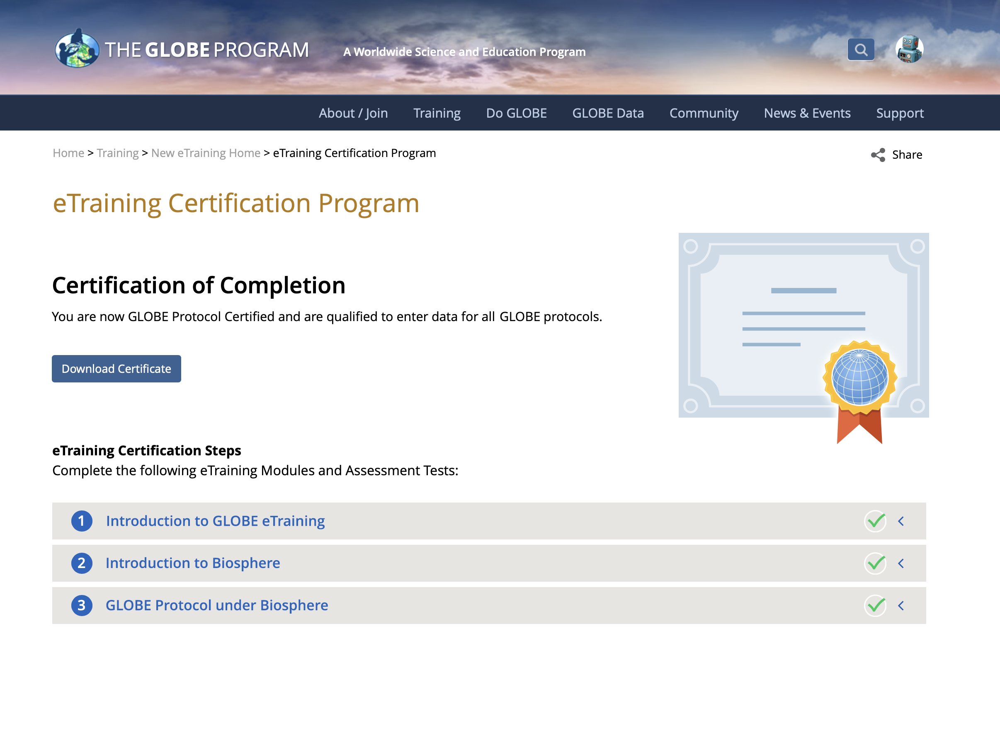 THE GLOBE PROGRAM
A Worldwide Science and Education Program
About / Join Training Do GLOBE GLOBE Data Community News & Events Support
Home > Training > New eTraining Home > eTraining Certification Program
Share
eTraining Certification Program
Certification of Completion
You are now GLOBE Protocol Certified and are qualified to enter data for all GLOBE protocols.
Download Certificate
eTraining Certification Steps
Complete the following eTraining Modules and Assessment Tests:
1 Introduction to GLOBE eTraining
2 Introduction to Biosphere
3 GLOBE Protocol under Biosphere